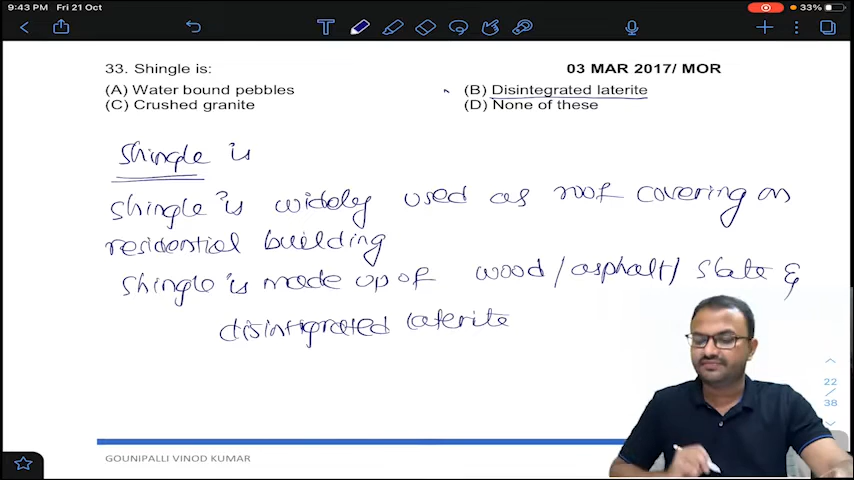 9:43 PM Fri 21 Oct
33%
33. Shingle is:
03 MAR 2017/ MOR
(A) Water bound pebbles
(B) Disintegrated laterite
(C) Crushed granite
(D) None of these
Shingle is
Shingle is widely used as roof covering on
residential building
Shingle is made up of wood/asphalt/ slate &
disintigrated laterite
22
/
38
GOUNIPALLI VINOD KUMAR